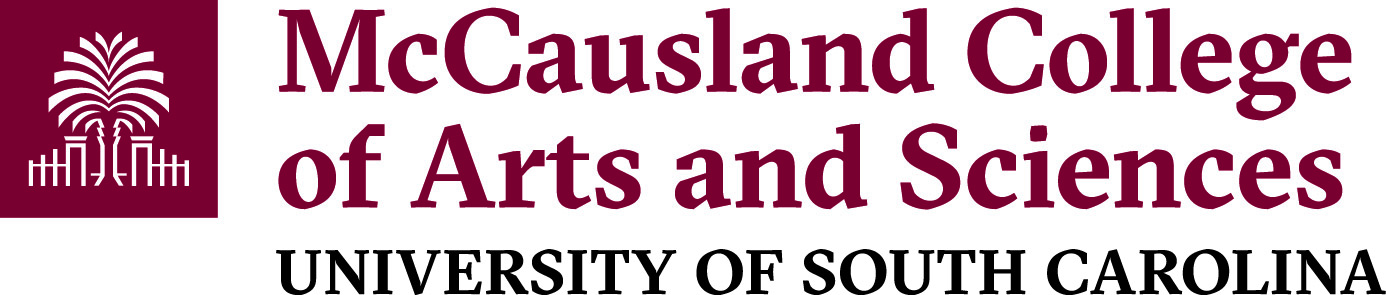 McCausland College
of Arts and Sciences
UNIVERSITY OF SOUTH CAROLINA